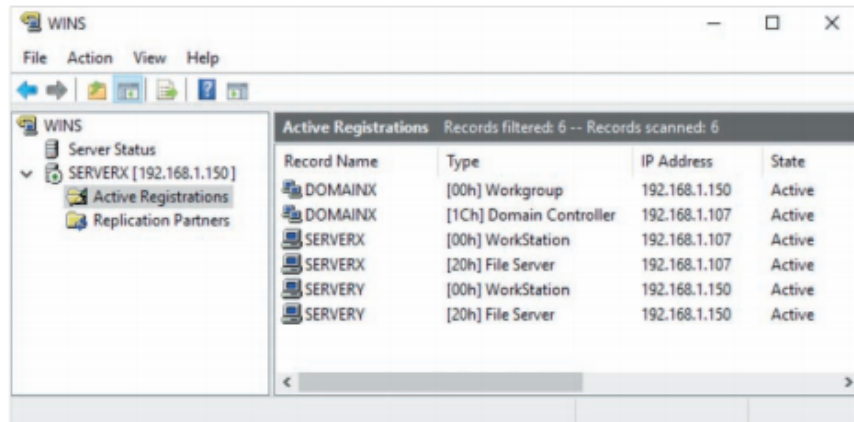 WINS
File Action View Help
WINS
Server Status
SERVERX [192.168.1.150]
Active Registrations
Replication Partners
Active Registrations Records filtered: 6 -- Records scanned: 6
Record Name Type IP Address State
DOMAINX [00h] Workgroup 192.168.1.150 Active
DOMAINX [1Ch] Domain Controller 192.168.1.107 Active
SERVERX [00h] WorkStation 192.168.1.107 Active
SERVERX [20h] File Server 192.168.1.107 Active
SERVERY [00h] WorkStation 192.168.1.150 Active
SERVERY [20h] File Server 192.168.1.150 Active